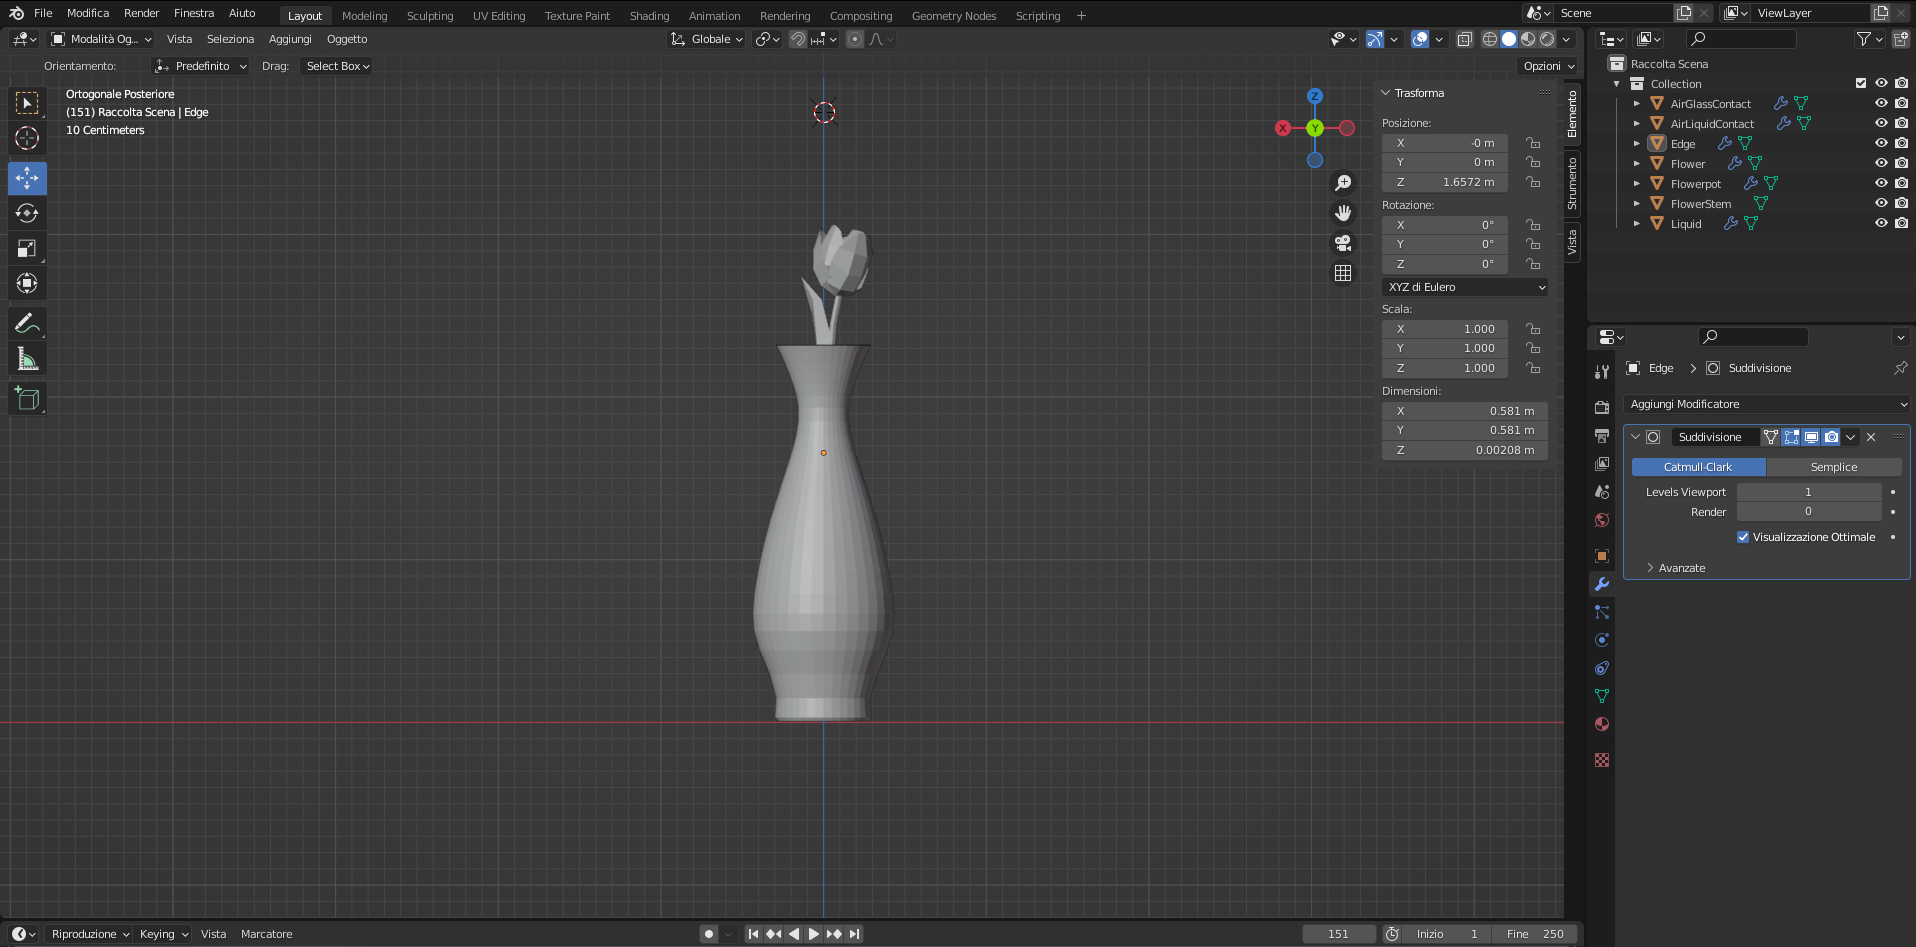 File Modifica Render Finestra Aiuto Layout Modeling Sculpting UV Editing Texture Paint Shading Animation Rendering Compositing Geometry Nodes Scripting + Scene ViewLayer
Modalità Og... Vista Seleziona Aggiungi Oggetto Globale
Orientamento: Predefinito Drag: Select Box Opzioni
Ortogonale Posteriore
(151) Raccolta Scena | Edge
10 Centimeters
Z
X
Y
Trasforma
Posizione:
X -0 m
Y 0 m
Z 1.6572 m
Rotazione:
X 0°
Y 0°
Z 0°
XYZ di Eulero
Scala:
X 1.000
Y 1.000
Z 1.000
Dimensioni:
X 0.581 m
Y 0.581 m
Z 0.00208 m
Elemento
Strumento
Vista
Raccolta Scena
Collection
AirGlassContact
AirLiquidContact
Edge
Flower
Flowerpot
FlowerStem
Liquid
Edge Suddivisione
Aggiungi Modificatore
Suddivisione
Catmull-Clark Semplice
Levels Viewport 1
Render 0
Visualizzazione Ottimale
Avanzate
Riproduzione Keying Vista Marcatore 151 Inizio 1 Fine 250